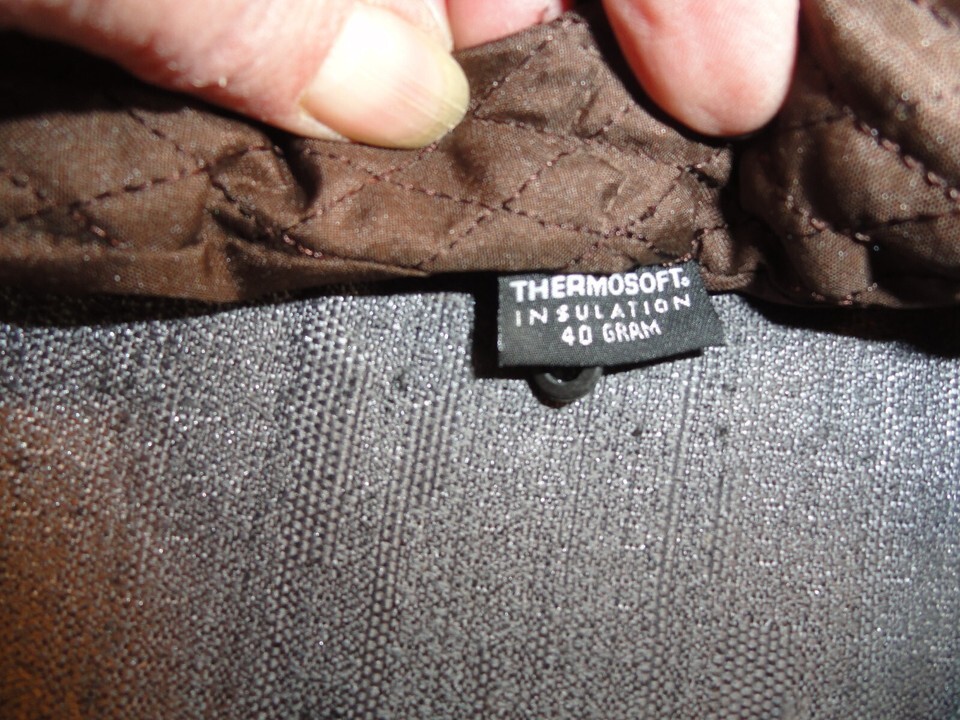 THERMOSOFT®
INSULATION
40 GRAM